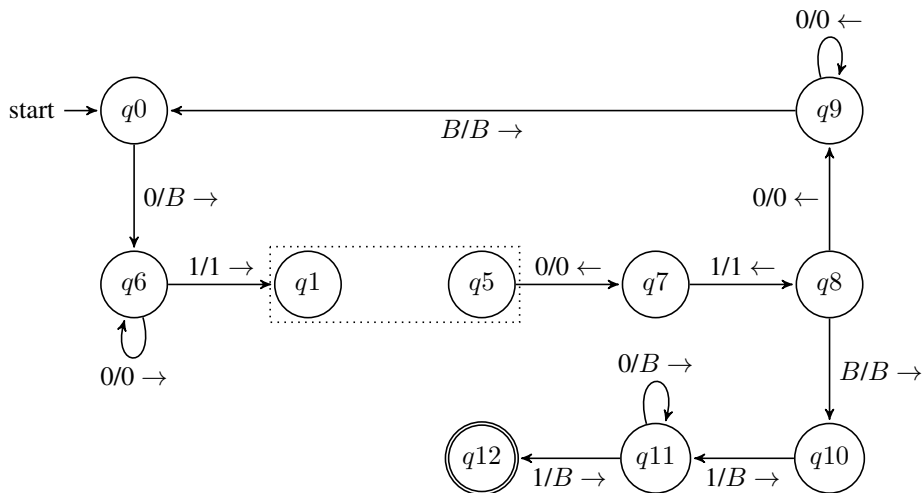 0/0 ←
start q0 q9
B/B →
0/B → 0/0 ←
q6 1/1 → q1 q5 0/0 ← q7 1/1 ← q8
0/0 → 0/B → B/B →
q12 1/B → q11 1/B → q10